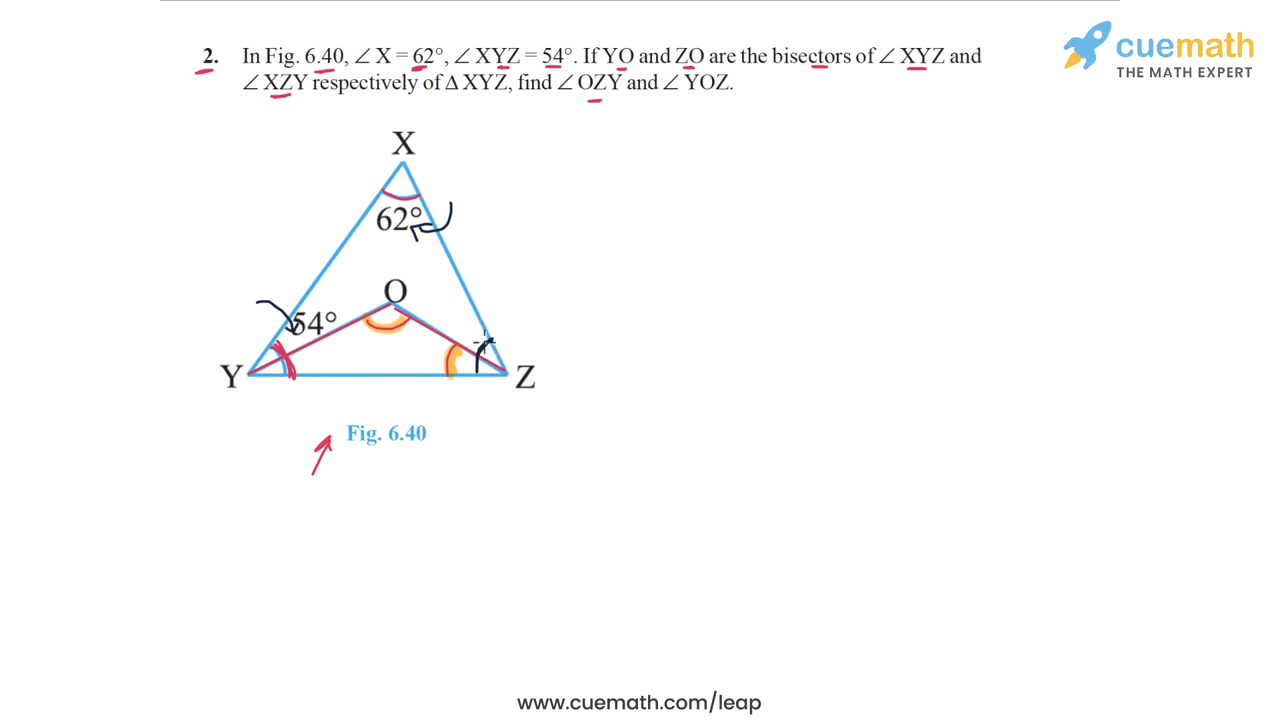 2. In Fig. 6.40, ∠ X = 62°, ∠ XYZ = 54°. If YO and ZO are the bisectors of ∠ XYZ and
∠ XZY respectively of Δ XYZ, find ∠ OZY and ∠ YOZ.
cuemath
THE MATH EXPERT
X
62°
O
54°
Y
Z
Fig. 6.40
www.cuemath.com/leap